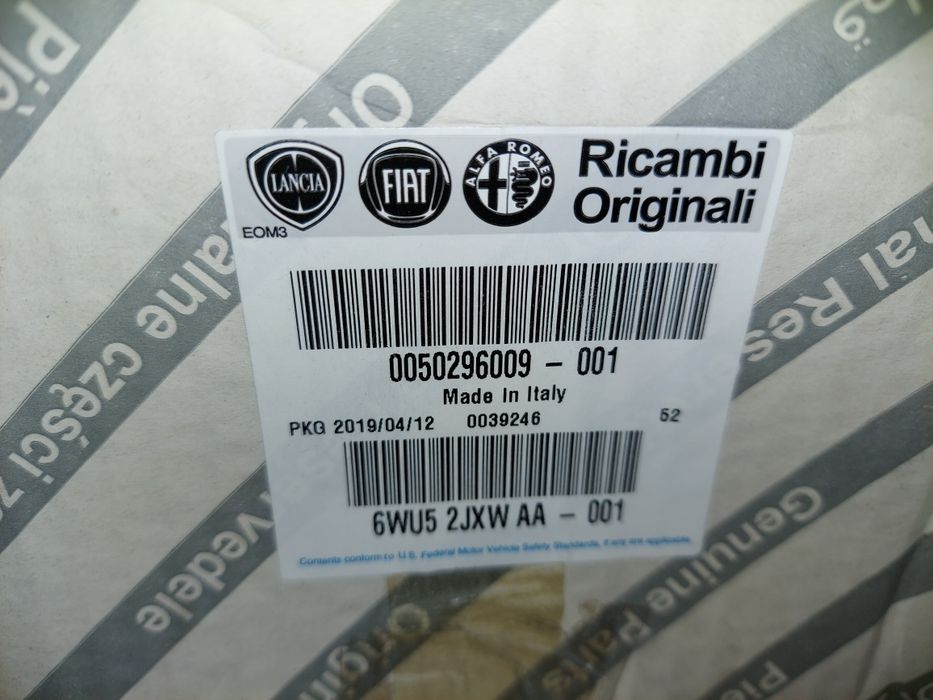 LANCIA
FIAT
ALFA ROMEO
Ricambi
Originali
EOM3
0050296009 - 001
Made In Italy
PKG 2019/04/12 0039246 52
6WU5 2JXW AA - 001
Contents conform to U.S. Federal Motor Vehicle Safety Standards, if any are applicable.
Genuine Parts
części